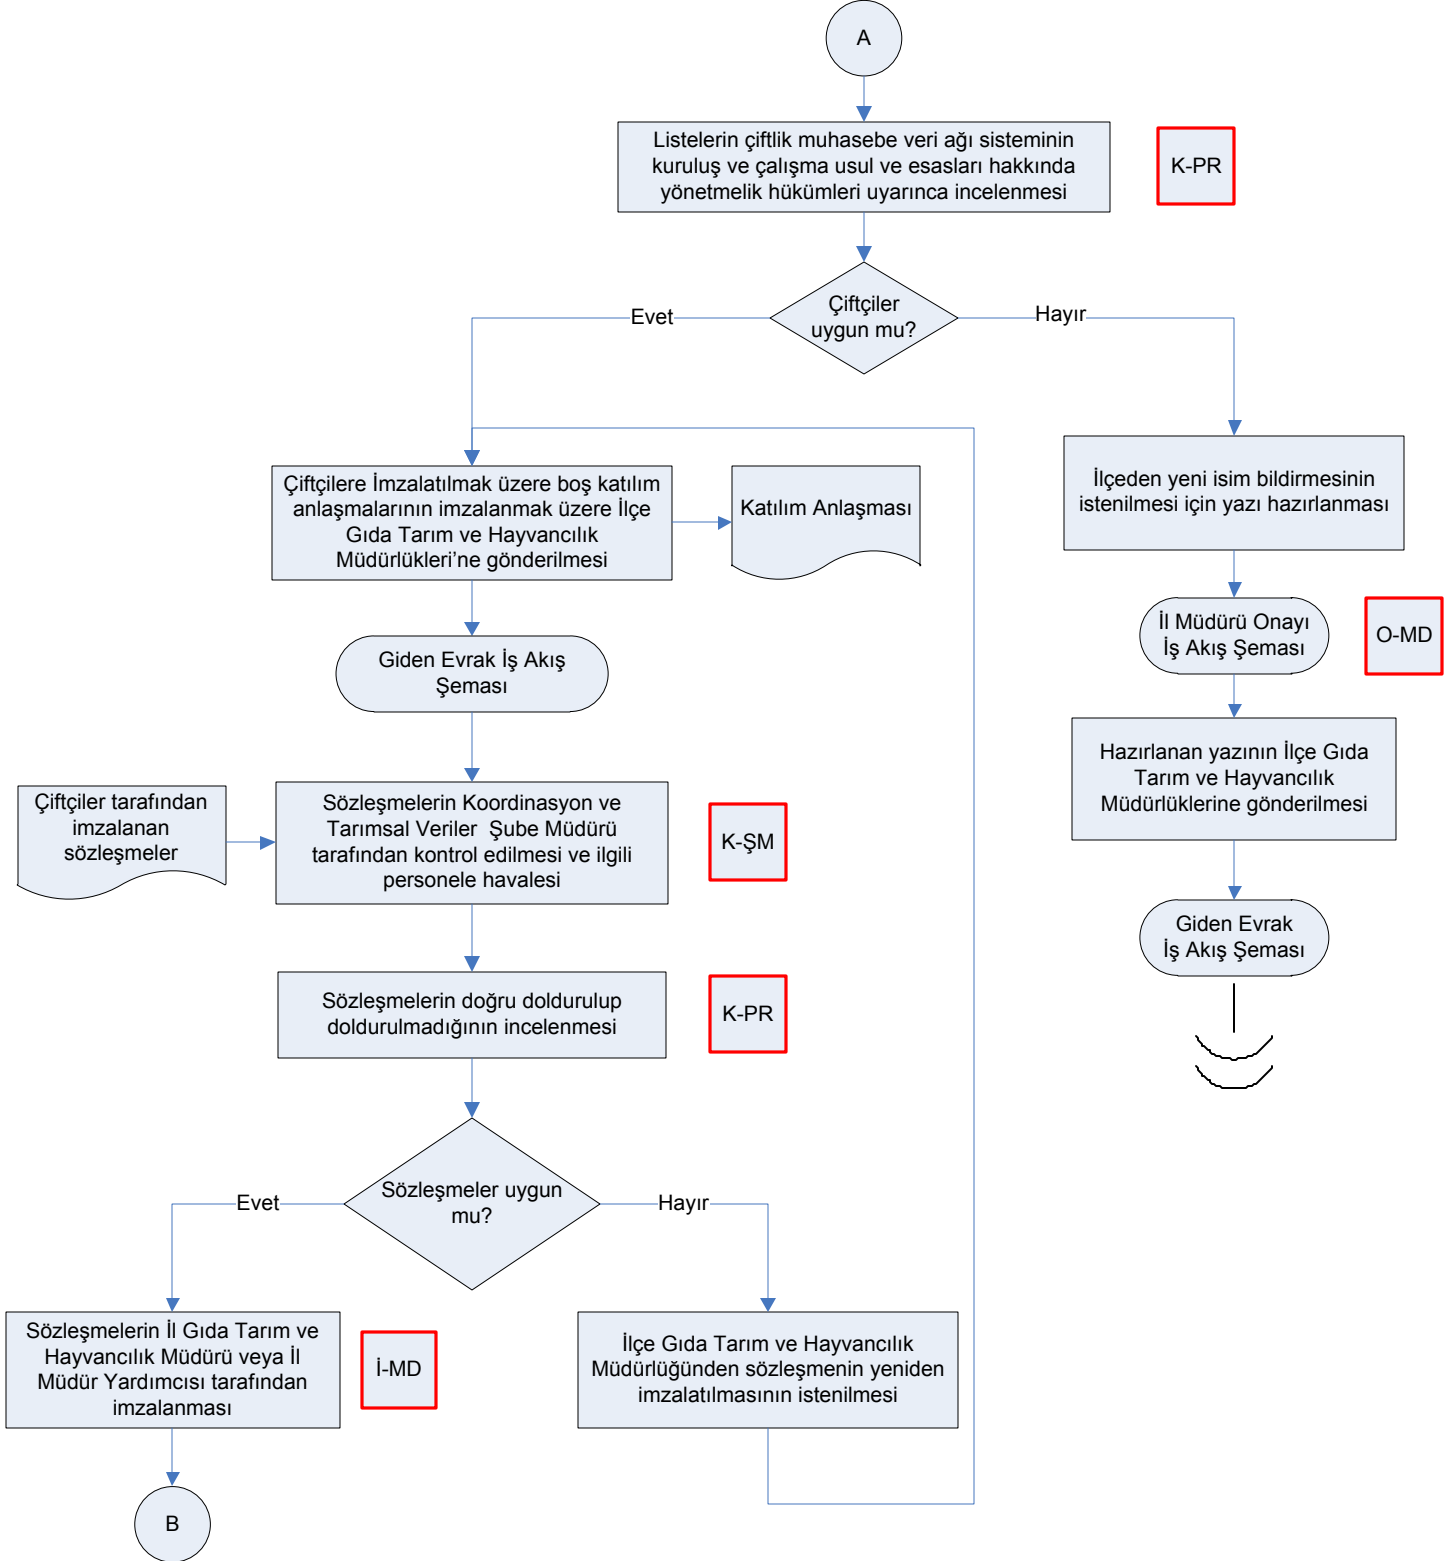 A
Listelerin çiftlik muhasebe veri ağı sisteminin
kuruluş ve çalışma usul ve esasları hakkında
yönetmelik hükümleri uyarınca incelenmesi
K-PR
Çiftçiler
uygun mu?
Evet
Hayır
Çiftçilere İmzalatılmak üzere boş katılım
anlaşmalarının imzalanmak üzere İlçe
Gıda Tarım ve Hayvancılık
Müdürlükleri’ne gönderilmesi
Katılım Anlaşması
İlçeden yeni isim bildirmesinin
istenilmesi için yazı hazırlanması
Giden Evrak İş Akış
Şeması
İl Müdürü Onayı
İş Akış Şeması
O-MD
Hazırlanan yazının İlçe Gıda
Tarım ve Hayvancılık
Müdürlüklerine gönderilmesi
Çiftçiler tarafından
imzalanan
sözleşmeler
Sözleşmelerin Koordinasyon ve
Tarımsal Veriler Şube Müdürü
tarafından kontrol edilmesi ve ilgili
personele havalesi
K-ŞM
Giden Evrak
İş Akış Şeması
Sözleşmelerin doğru doldurulup
doldurulmadığının incelenmesi
K-PR
Sözleşmeler uygun
mu?
Evet
Hayır
Sözleşmelerin İl Gıda Tarım ve
Hayvancılık Müdürü veya İl
Müdür Yardımcısı tarafından
imzalanması
İ-MD
İlçe Gıda Tarım ve Hayvancılık
Müdürlüğünden sözleşmenin yeniden
imzalatılmasının istenilmesi
B